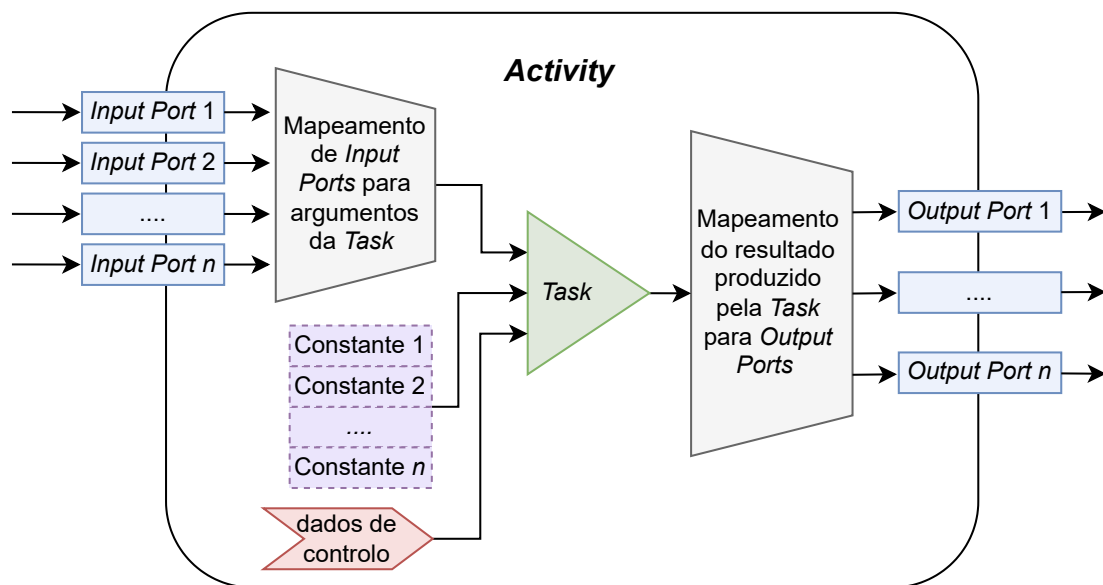 Activity
Input Port 1
Input Port 2
....
Input Port n
Mapeamento
de Input
Ports para
argumentos
da Task
Constante 1
Constante 2
....
Constante n
dados de
controlo
Task
Mapeamento
do resultado
produzido
pela Task
para Output
Ports
Output Port 1
....
Output Port n